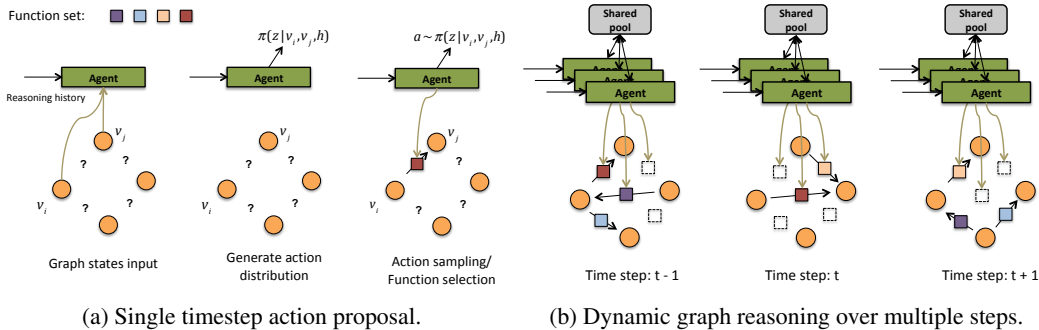 Function set:
π(z|v_i,v_j,h)
a~π(z|v_i,v_j,h)
Agent
Agent
Agent
Reasoning history
v_j
?
?
v_i
?
?
v_j
?
?
v_i
?
?
v_j
?
v_i
?
?
Graph states input
Generate action
distribution
Action sampling/
Function selection
(a) Single timestep action proposal.
Shared
pool
Shared
pool
Shared
pool
Agent
Agent
Agent
Time step: t - 1
Time step: t
Time step: t + 1
(b) Dynamic graph reasoning over multiple steps.